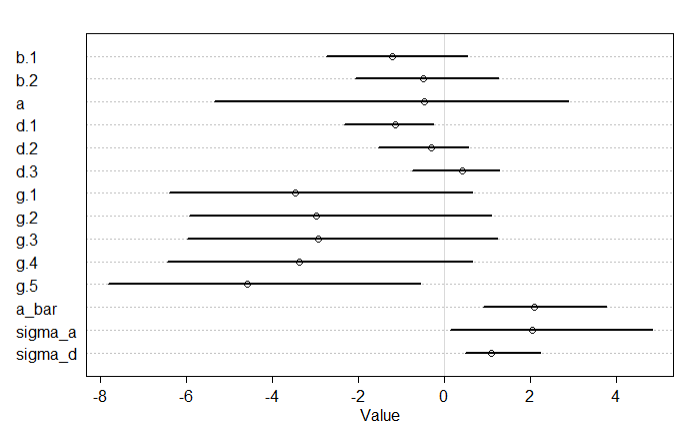 b.1
b.2
a
d.1
d.2
d.3
g.1
g.2
g.3
g.4
g.5
a_bar
sigma_a
sigma_d
-8 -6 -4 -2 0 2 4
Value